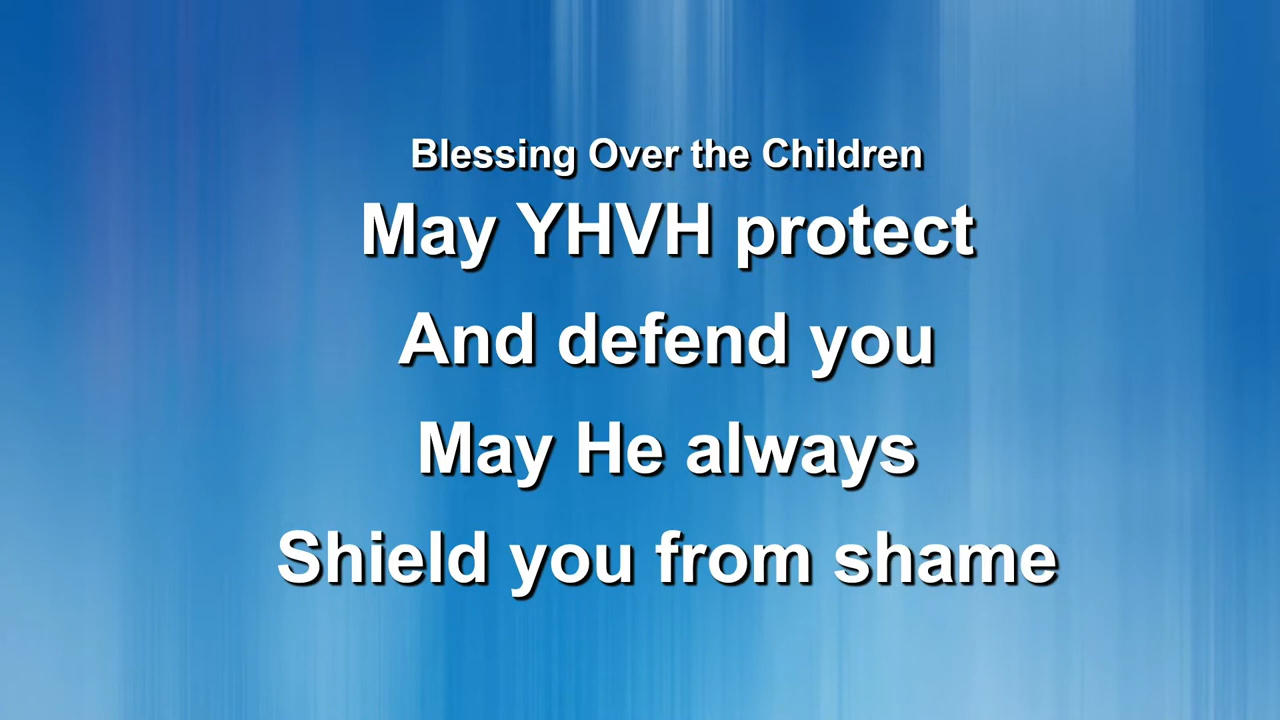 Blessing Over the Children
May YHVH protect
And defend you
May He always
Shield you from shame